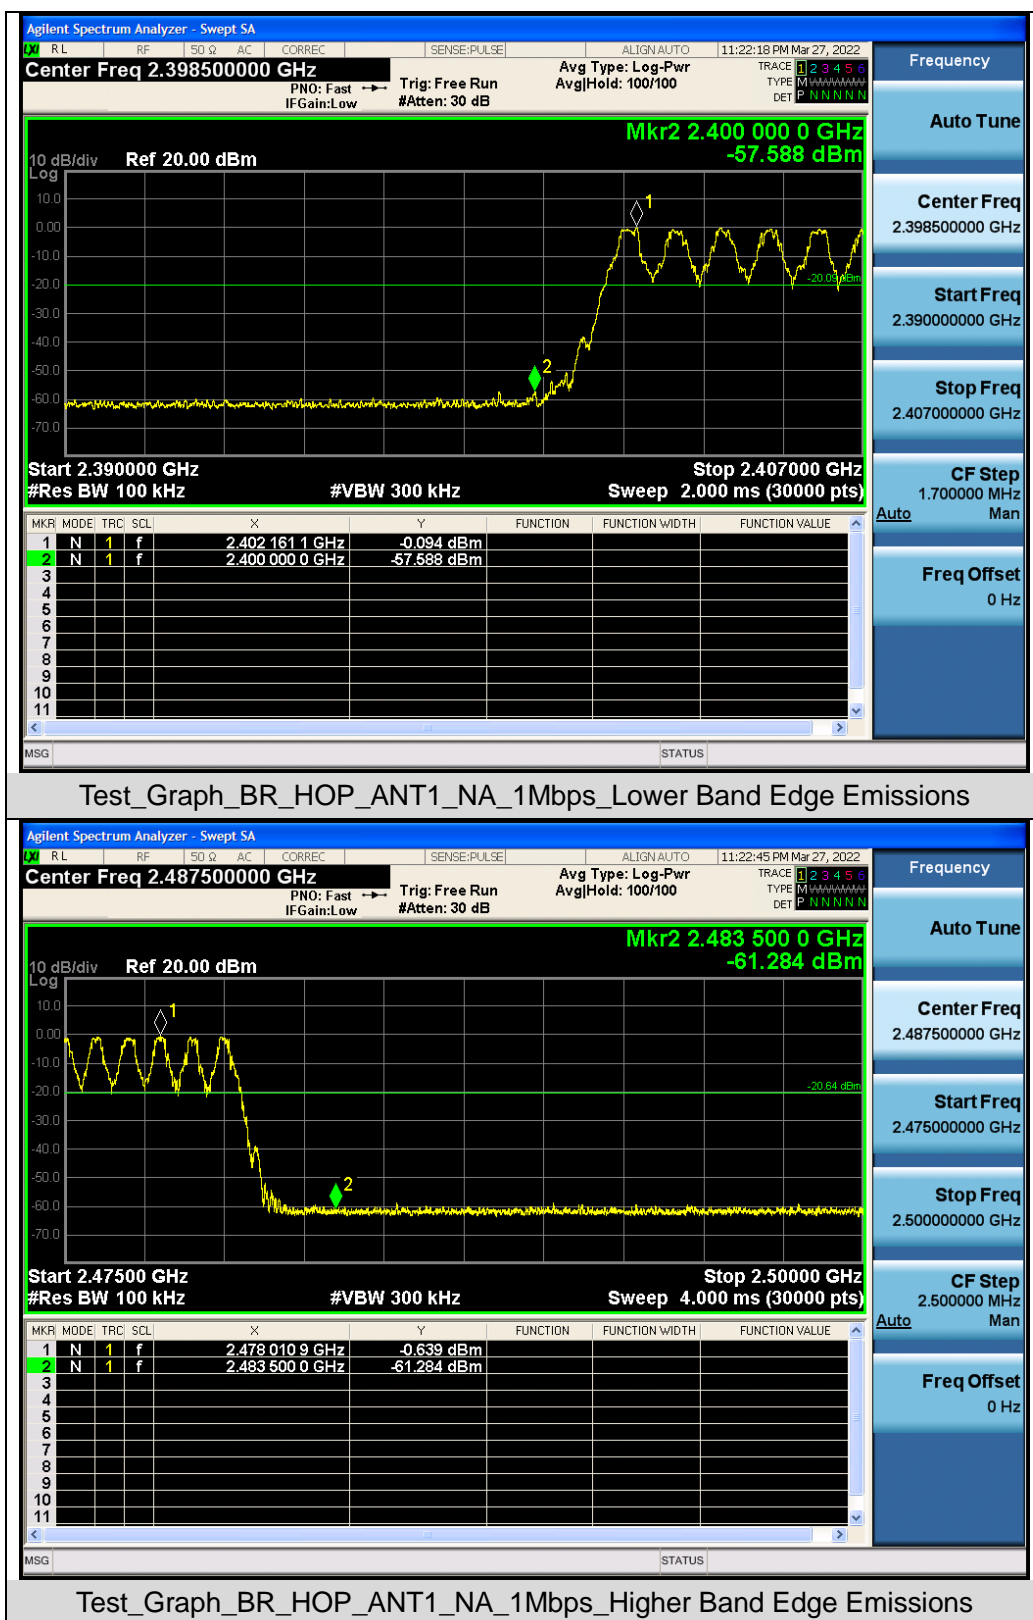 Agilent Spectrum Analyzer - Swept SA
LXI RL RF 50 Ω AC CORREC SENSE:PULSE ALIGN AUTO 11:22:18 PM Mar 27, 2022
Center Freq 2.398500000 GHz
PNO: Fast
IFGain:Low
Trig: Free Run
#Atten: 30 dB
Avg Type: Log-Pwr
Avg|Hold: 100/100
TRACE 1 2 3 4 5 6
TYPE M WWWWW
DET P N N N N N
Mkr2 2.400 000 0 GHz
-57.588 dBm
10 dB/div Ref 20.00 dBm
Log
10.0
0.00
-10.0
-20.0
-30.0
-40.0
-50.0
-60.0
-70.0
1
2
-20.09 dBm
Start 2.390000 GHz Stop 2.407000 GHz
#Res BW 100 kHz #VBW 300 kHz Sweep 2.000 ms (30000 pts)
MKR MODE TRC SCL X Y FUNCTION FUNCTION WIDTH FUNCTION VALUE
1 N 1 f 2.402 161 1 GHz -0.094 dBm
2 N 1 f 2.400 000 0 GHz -57.588 dBm
3
4
5
6
7
8
9
10
11
MSG STATUS
Frequency
Auto Tune
Center Freq
2.398500000 GHz
Start Freq
2.390000000 GHz
Stop Freq
2.407000000 GHz
CF Step
1.700000 MHz
Auto Man
Freq Offset
0 Hz
Test_Graph_BR_HOP_ANT1_NA_1Mbps_Lower Band Edge Emissions
Agilent Spectrum Analyzer - Swept SA
LXI RL RF 50 Ω AC CORREC SENSE:PULSE ALIGN AUTO 11:22:45 PM Mar 27, 2022
Center Freq 2.487500000 GHz
PNO: Fast
IFGain:Low
Trig: Free Run
#Atten: 30 dB
Avg Type: Log-Pwr
Avg|Hold: 100/100
TRACE 1 2 3 4 5 6
TYPE M WWWWW
DET P N N N N N
Mkr2 2.483 500 0 GHz
-61.284 dBm
10 dB/div Ref 20.00 dBm
Log
10.0
0.00
-10.0
-20.0
-30.0
-40.0
-50.0
-60.0
-70.0
1
2
-20.64 dBm
Start 2.47500 GHz Stop 2.50000 GHz
#Res BW 100 kHz #VBW 300 kHz Sweep 4.000 ms (30000 pts)
MKR MODE TRC SCL X Y FUNCTION FUNCTION WIDTH FUNCTION VALUE
1 N 1 f 2.478 010 9 GHz -0.639 dBm
2 N 1 f 2.483 500 0 GHz -61.284 dBm
3
4
5
6
7
8
9
10
11
MSG STATUS
Frequency
Auto Tune
Center Freq
2.487500000 GHz
Start Freq
2.475000000 GHz
Stop Freq
2.500000000 GHz
CF Step
2.500000 MHz
Auto Man
Freq Offset
0 Hz
Test_Graph_BR_HOP_ANT1_NA_1Mbps_Higher Band Edge Emissions